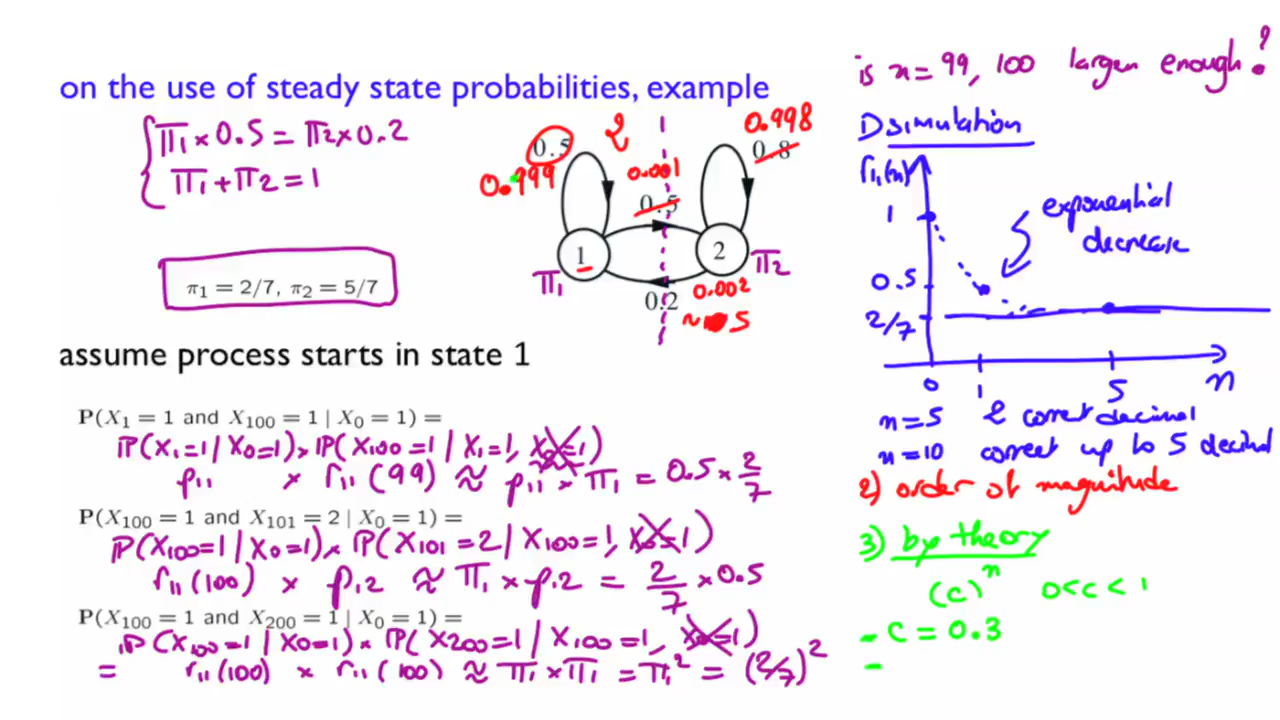 on the use of steady state probabilities, example
π₁ × 0.5 = π₂ × 0.2
π₁ + π₂ = 1
π₁ = 2/7, π₂ = 5/7
0.5
2
0.999
0.001
0.5
0.998
0.8
1
2
π₁
π₂
0.2
0.002
≈ 5
assume process starts in state 1
P(X₁ = 1 and X₁₀₀ = 1 | X₀ = 1) =
P(X₁=1 | X₀=1) × P(X₁₀₀=1 | X₁=1, X₀=1)
p₁₁ × r₁₁(99) ≈ p₁₁ × π₁ = 0.5 × 2/7
P(X₁₀₀ = 1 and X₁₀₁ = 2 | X₀ = 1) =
P(X₁₀₀=1 | X₀=1) × P(X₁₀₁=2 | X₁₀₀=1, X₀=1)
r₁₁(100) × p₁₂ ≈ π₁ × p₁₂ = 2/7 × 0.5
P(X₁₀₀ = 1 and X₂₀₀ = 1 | X₀ = 1) =
P(X₁₀₀=1 | X₀=1) × P(X₂₀₀=1 | X₁₀₀=1, X₀=1)
= r₁₁(100) × r₁₁(100) ≈ π₁ × π₁ = π₁² = (2/7)²
is n = 99, 100 larger enough?
1) simulation
r₁₁(n)
1
0.5
2/7
exponential
decrease
0 1 5 n
n=5 2 correct decimal
n=10 correct up to 5 decimal
2) order of magnitude
3) by theory
(c)ⁿ 0<c<1
- c = 0.3
-